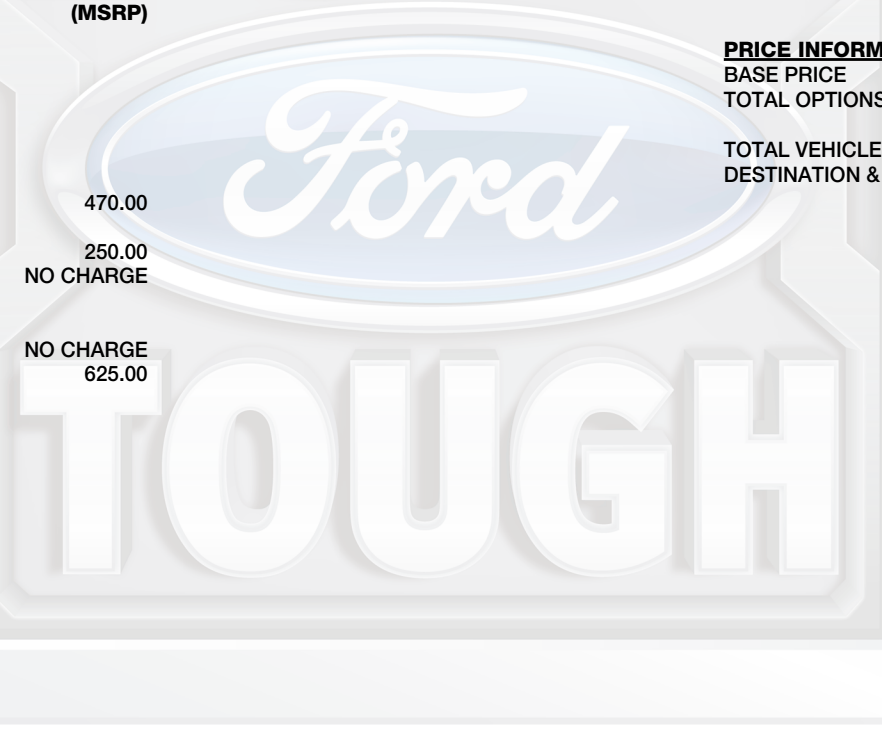 (MSRP)
470.00
250.00
NO CHARGE
NO CHARGE
625.00
PRICE INFORM
BASE PRICE
TOTAL OPTIONS
TOTAL VEHICLE
DESTINATION &
Ford
TOUGH